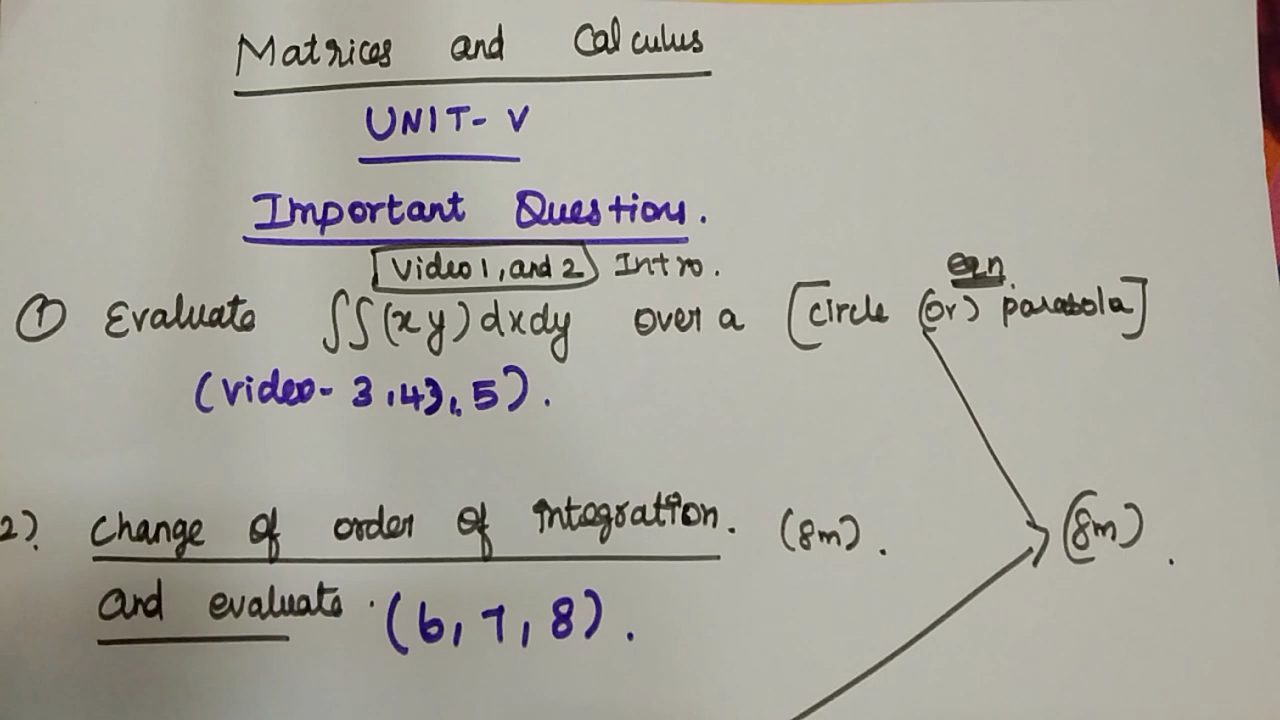 Matrices and Calculus
UNIT- V
Important Questions.
Video 1, and 2 Intro.
eqn.
① Evaluate ∫∫(xy)dxdy over a [circle (or) parabola]
(video- 3,4, 5).
2). Change of order of integration. (8m). (8m).
and evaluate. (6, 7, 8).